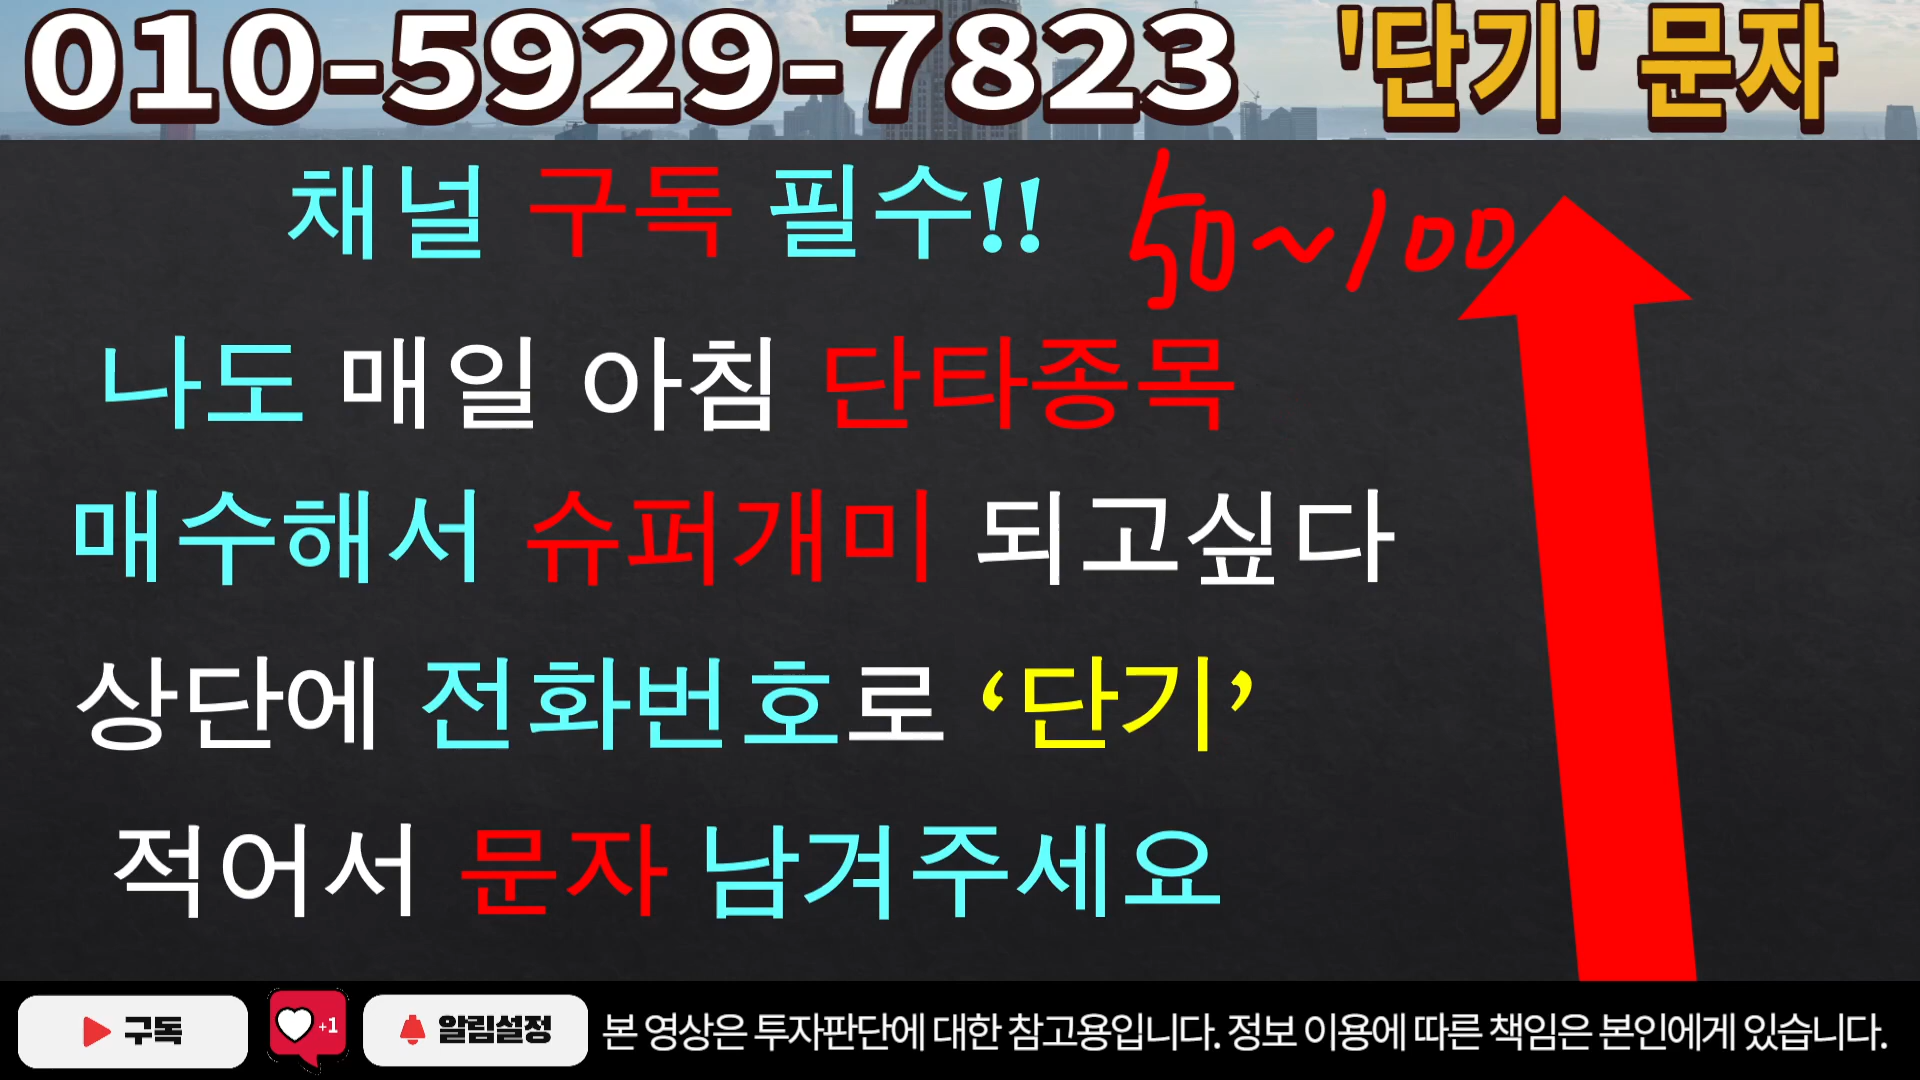 010-5929-7823 '단기' 문자
채널 구독 필수!! 50~100
나도 매일 아침 단타종목
매수해서 슈퍼개미 되고싶다
상단에 전화번호로 ‘단기’
적어서 문자 남겨주세요
구독 +1 알림설정 본 영상은 투자판단에 대한 참고용입니다. 정보 이용에 따른 책임은 본인에게 있습니다.